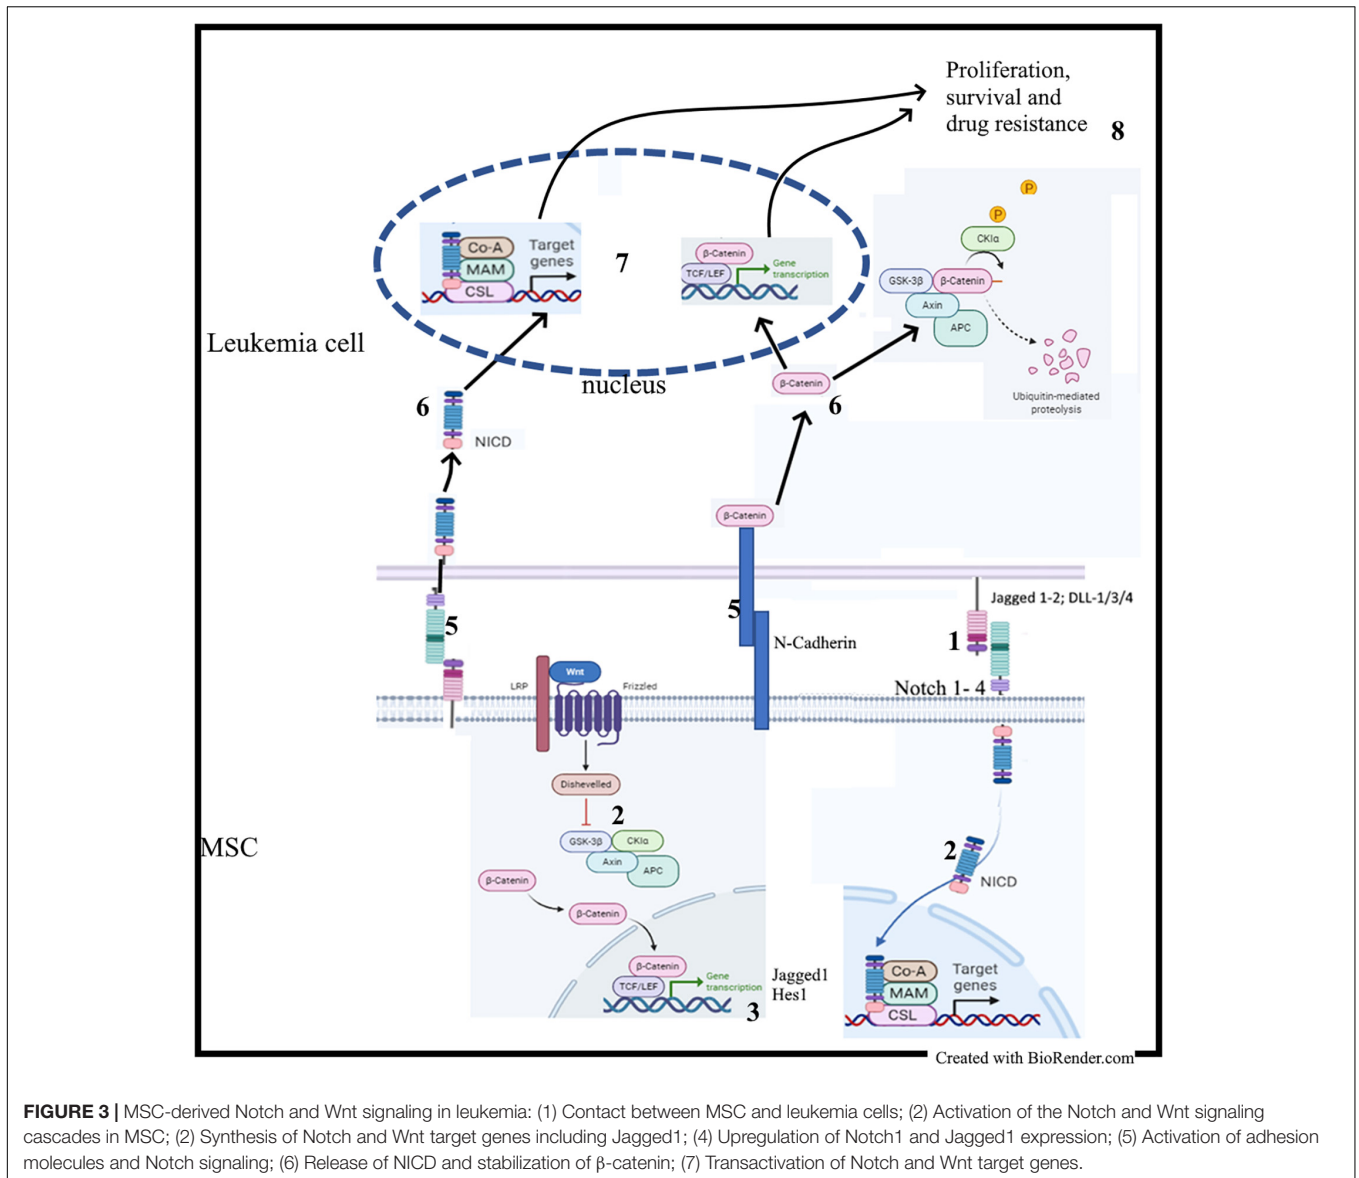 Proliferation,
survival and
drug resistance
8
P
P
CKIα
GSK-3β
β-Catenin
Axin
APC
Ubiquitin-mediated
proteolysis
Co-A
MAM
CSL
Target
genes
7
β-Catenin
TCF/LEF
Gene
transcription
Leukemia cell
nucleus
6
NICD
β-Catenin
6
β-Catenin
5
5
N-Cadherin
Jagged 1-2; DLL-1/3/4
1
Notch 1- 4
LRP
Wnt
Frizzled
Dishevelled
2
GSK-3β
CKIα
Axin
APC
MSC
β-Catenin
β-Catenin
β-Catenin
TCF/LEF
Gene
transcription
3
Jagged1
Hes1
2
NICD
Co-A
MAM
CSL
Target
genes
Created with BioRender.com
FIGURE 3 | MSC-derived Notch and Wnt signaling in leukemia: (1) Contact between MSC and leukemia cells; (2) Activation of the Notch and Wnt signaling
cascades in MSC; (2) Synthesis of Notch and Wnt target genes including Jagged1; (4) Upregulation of Notch1 and Jagged1 expression; (5) Activation of adhesion
molecules and Notch signaling; (6) Release of NICD and stabilization of β-catenin; (7) Transactivation of Notch and Wnt target genes.